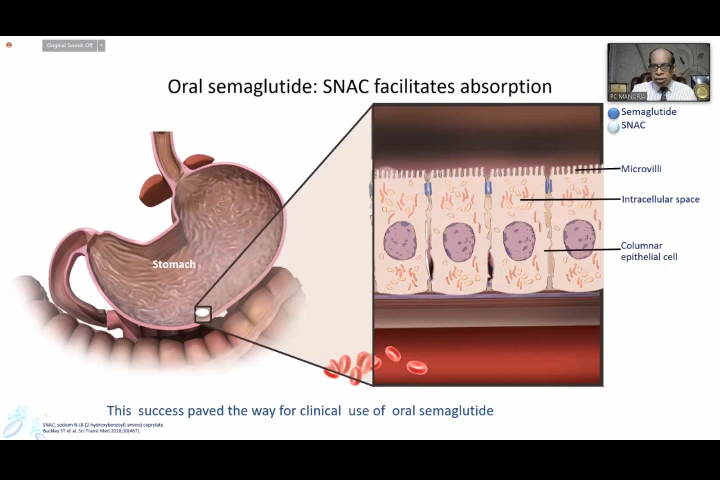 Original Sound: Off
Oral semaglutide: SNAC facilitates absorption
Semaglutide
SNAC
Microvilli
Intracellular space
Columnar
epithelial cell
Stomach
This success paved the way for clinical use of oral semaglutide
SNAC, sodium N-(8-[2-hydroxybenzoyl] amino) caprylate
Buckley ST et al. Sci Transl Med 2018;10(467).